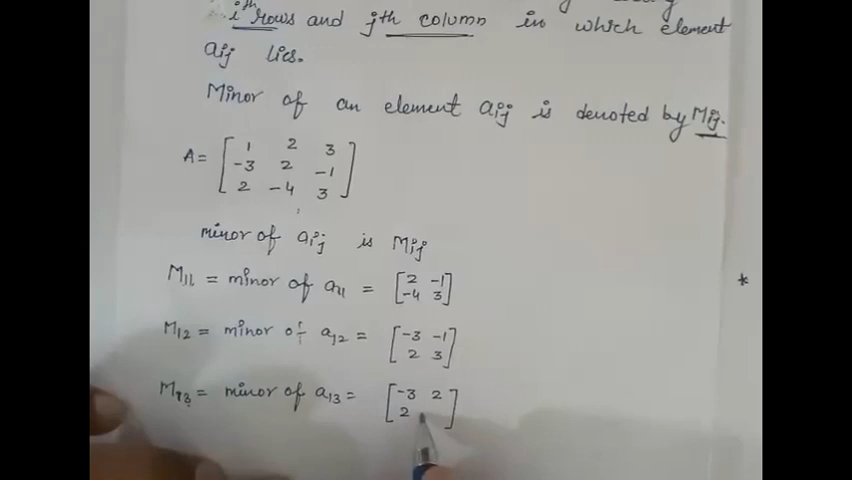 ith rows and jth column in which element
aij lies.
Minor of an element aij is denoted by Mij.
A = [ 1 2 3
-3 2 -1
2 -4 3 ]
minor of aij is Mij
M11 = minor of a11 = [ 2 -1
-4 3 ]
*
M12 = minor of a12 = [ -3 -1
2 3 ]
M13 = minor of a13 = [ -3 2
2 ]